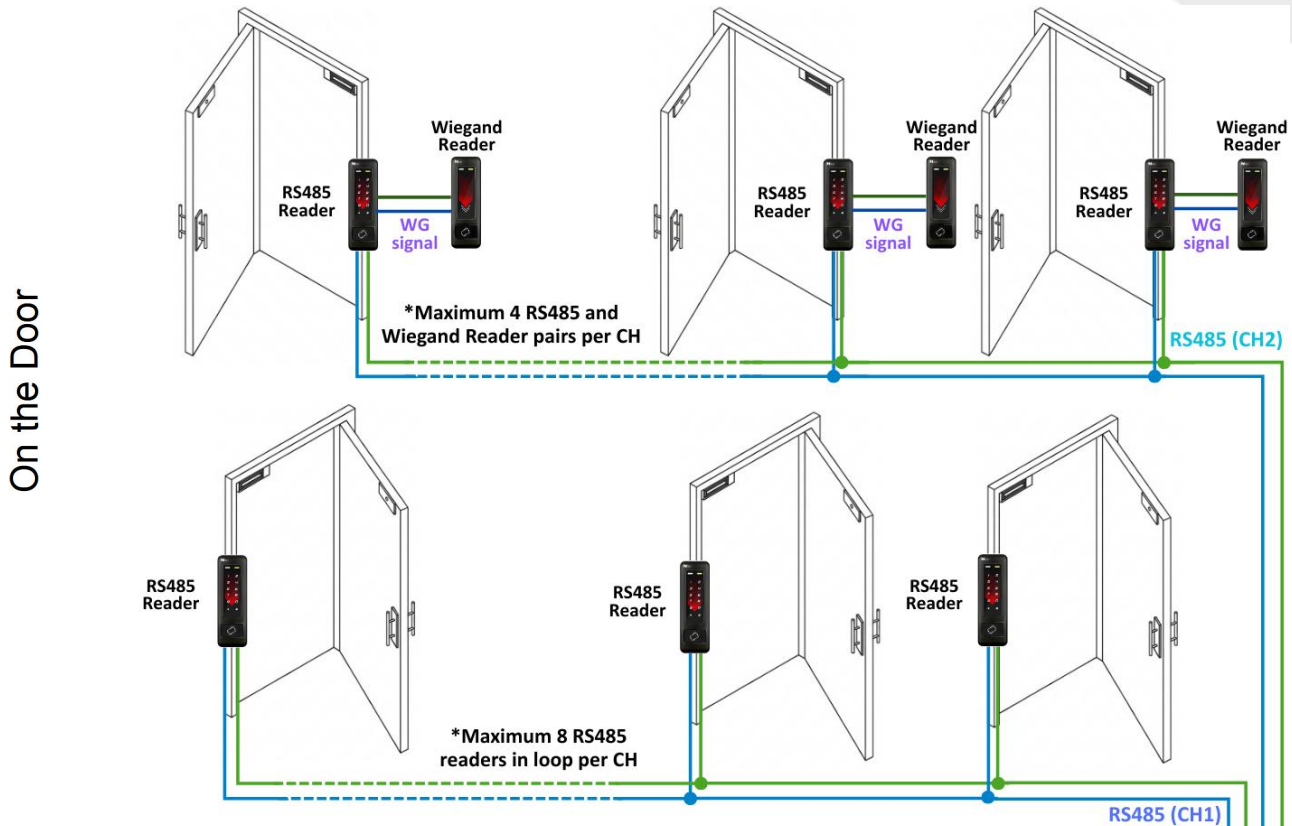 On the Door
Wiegand
Reader
RS485
Reader
WG
signal
Wiegand
Reader
RS485
Reader
WG
signal
Wiegand
Reader
RS485
Reader
WG
signal
*Maximum 4 RS485 and
Wiegand Reader pairs per CH
RS485 (CH2)
RS485
Reader
RS485
Reader
RS485
Reader
*Maximum 8 RS485
readers in loop per CH
RS485 (CH1)